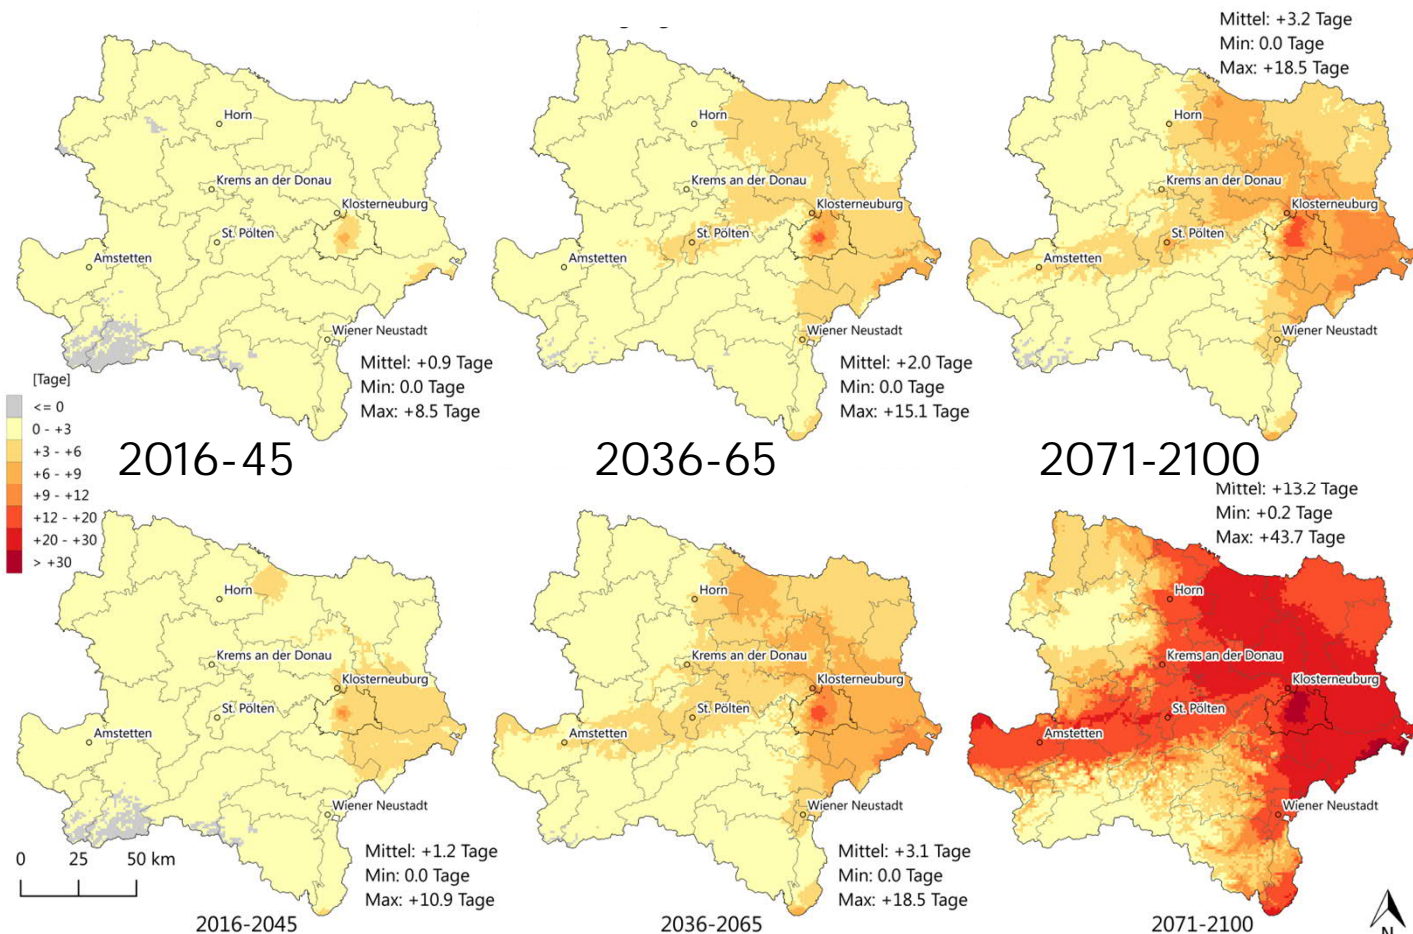 Mittel: +3.2 Tage
Min: 0.0 Tage
Max: +18.5 Tage
Horn
Krems an der Donau
Klosterneuburg
St. Pölten
Amstetten
Wiener Neustadt
Mittel: +0.9 Tage
Min: 0.0 Tage
Max: +8.5 Tage
Horn
Krems an der Donau
Klosterneuburg
St. Pölten
Amstetten
Wiener Neustadt
Mittel: +2.0 Tage
Min: 0.0 Tage
Max: +15.1 Tage
Horn
Krems an der Donau
Klosterneuburg
St. Pölten
Amstetten
Wiener Neustadt
[Tage]
<= 0
0 - +3
+3 - +6
+6 - +9
+9 - +12
+12 - +20
+20 - +30
> +30
2016-45
2036-65
2071-2100
Mittel: +13.2 Tage
Min: +0.2 Tage
Max: +43.7 Tage
Horn
Krems an der Donau
Klosterneuburg
St. Pölten
Amstetten
Wiener Neustadt
0 25 50 km
Mittel: +1.2 Tage
Min: 0.0 Tage
Max: +10.9 Tage
2016-2045
Horn
Krems an der Donau
Klosterneuburg
St. Pölten
Amstetten
Wiener Neustadt
Mittel: +3.1 Tage
Min: 0.0 Tage
Max: +18.5 Tage
2036-2065
Horn
Krems an der Donau
Klosterneuburg
St. Pölten
Amstetten
Wiener Neustadt
2071-2100
N